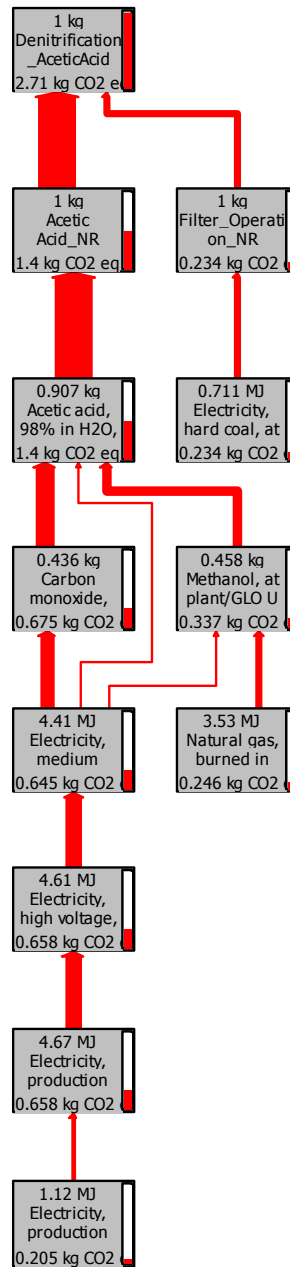 1 kg
Denitrification
_AceticAcid
2.71 kg CO2 eq
1 kg
Acetic
Acid_NR
1.4 kg CO2 eq
1 kg
Filter_Operati
on_NR
0.234 kg CO2 e
0.907 kg
Acetic acid,
98% in H2O,
1.4 kg CO2 eq
0.711 MJ
Electricity,
hard coal, at
0.234 kg CO2 e
0.436 kg
Carbon
monoxide,
0.675 kg CO2 e
0.458 kg
Methanol, at
plant/GLO U
0.337 kg CO2 e
4.41 MJ
Electricity,
medium
0.645 kg CO2 e
3.53 MJ
Natural gas,
burned in
0.246 kg CO2 e
4.61 MJ
Electricity,
high voltage,
0.658 kg CO2 e
4.67 MJ
Electricity,
production
0.658 kg CO2 e
1.12 MJ
Electricity,
production
0.205 kg CO2 e